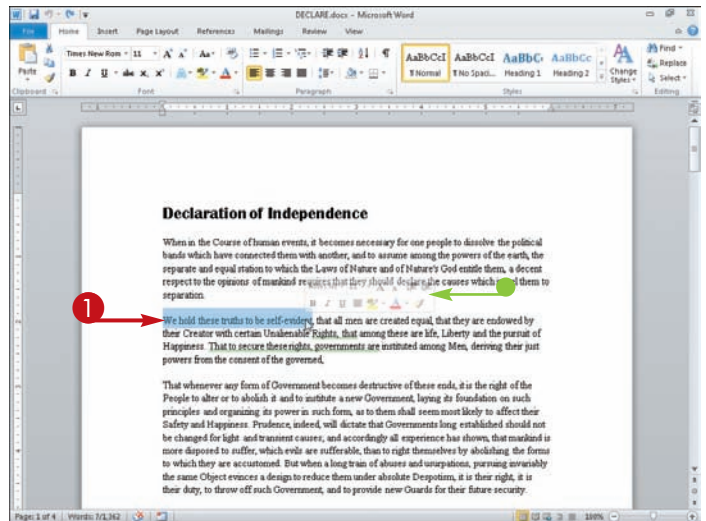 DECLARE.docx - Microsoft Word
File Home Insert Page Layout References Mailings Review View
Times New Rom 11 A A Aa
Find
Replace
Select
Paste
B I U abc x, x² A
AaBbCcI AaBbCcI AaBbC AaBbCc
¶ Normal ¶ No Spaci... Heading 1 Heading 2
Change Styles
Clipboard Font Paragraph Styles Editing
Declaration of Independence
When in the Course of human events, it becomes necessary for one people to dissolve the political
bands which have connected them with another, and to assume among the powers of the earth, the
separate and equal station to which the Laws of Nature and of Nature's God entitle them, a decent
respect to the opinions of mankind requires that they should declare the causes which impel them to
separation.
B I U A
1
We hold these truths to be self-evident, that all men are created equal, that they are endowed by
their Creator with certain Unalienable Rights, that among these are life, Liberty and the pursuit of
Happiness. That to secure these rights, governments are instituted among Men, deriving their just
powers from the consent of the governed,
That whenever any form of Government becomes destructive of these ends, it is the right of the
People to alter or to abolish it and to institute a new Government, laying its foundation on such
principles and organizing its power in such form, as to them shall seem most likely to affect their
Safety and Happiness. Prudence, indeed, will dictate that Governments long established should not
be changed for light and transient causes; and accordingly all experience has shown, that mankind is
more disposed to suffer, which evils are sufferable, than to right themselves by abolishing the forms
to which they are accustomed. But when a long train of abuses and usurpations, pursuing invariably
the same Object evinces a design to reduce them under absolute Despotism, it is their right, it is
their duty, to throw off such Government, and to provide new Guards for their future security.
Page: 1 of 4 Words: 7/1,362 100%